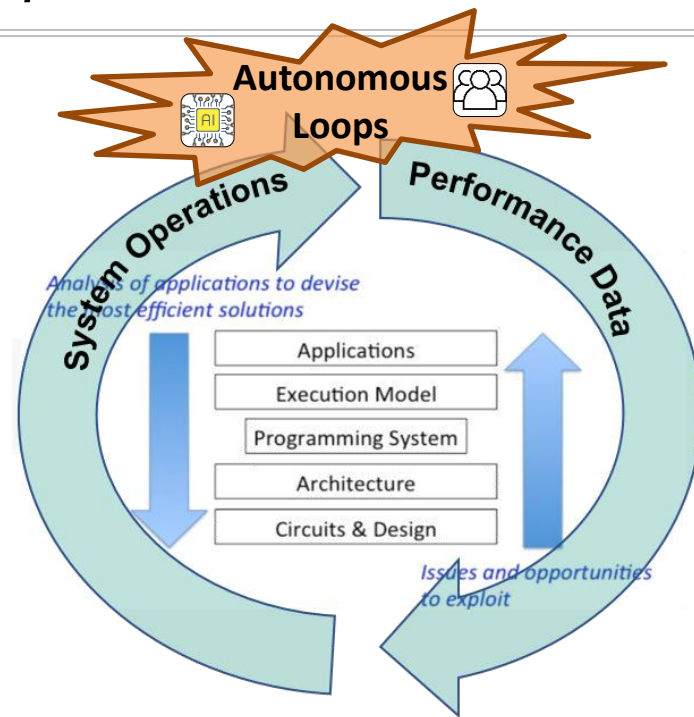 Autonomous
Loops
AI
System Operations
Performance Data
Analysis of applications to devise
the most efficient solutions
Applications
Execution Model
Programming System
Architecture
Circuits & Design
Issues and opportunities
to exploit